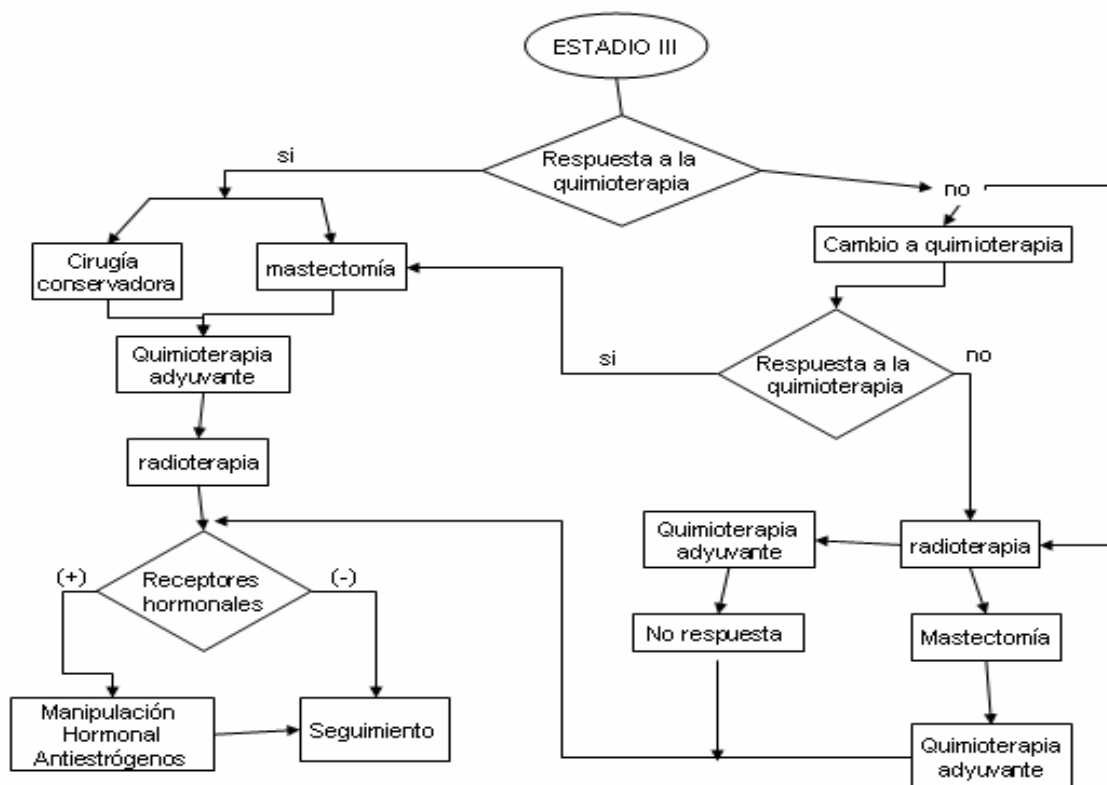 ESTADIO III
Respuesta a la
quimioterapia
si
no
Cirugía
conservadora
mastectomía
Cambio a quimioterapia
Quimioterapia
adyuvante
si
Respuesta a la
quimioterapia
no
radioterapia
Quimioterapia
adyuvante
radioterapia
(+)
Receptores
hormonales
(-)
No respuesta
Mastectomía
Manipulación
Hormonal
Antiestrógenos
Seguimiento
Quimioterapia
adyuvante